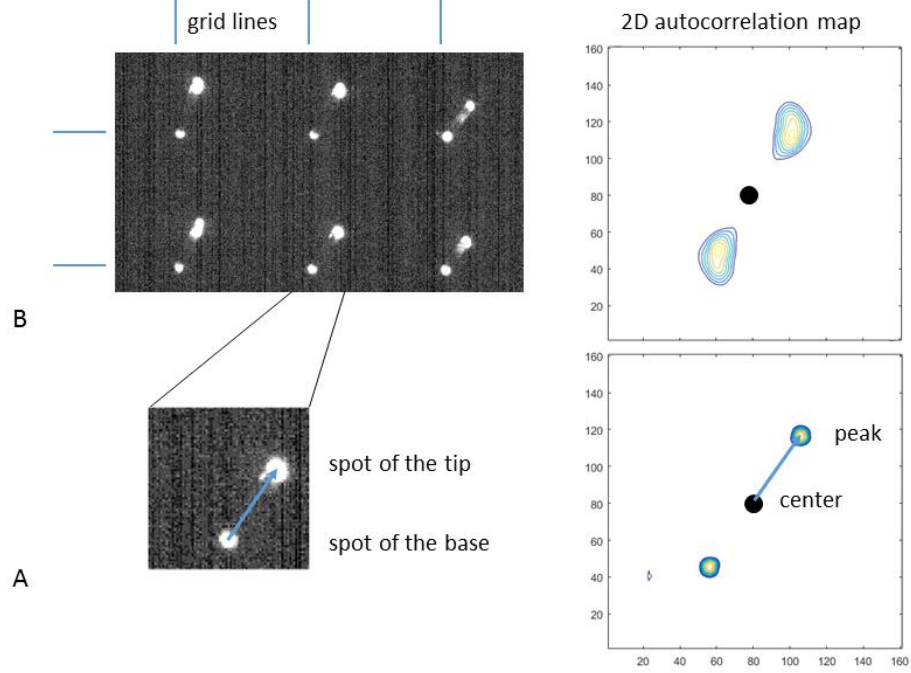 grid lines
2D autocorrelation map
160
140
120
100
80
60
40
20
B
160
140
120
100
80
60
40
20
20 40 60 80 100 120 140 160
peak
center
spot of the tip
spot of the base
A